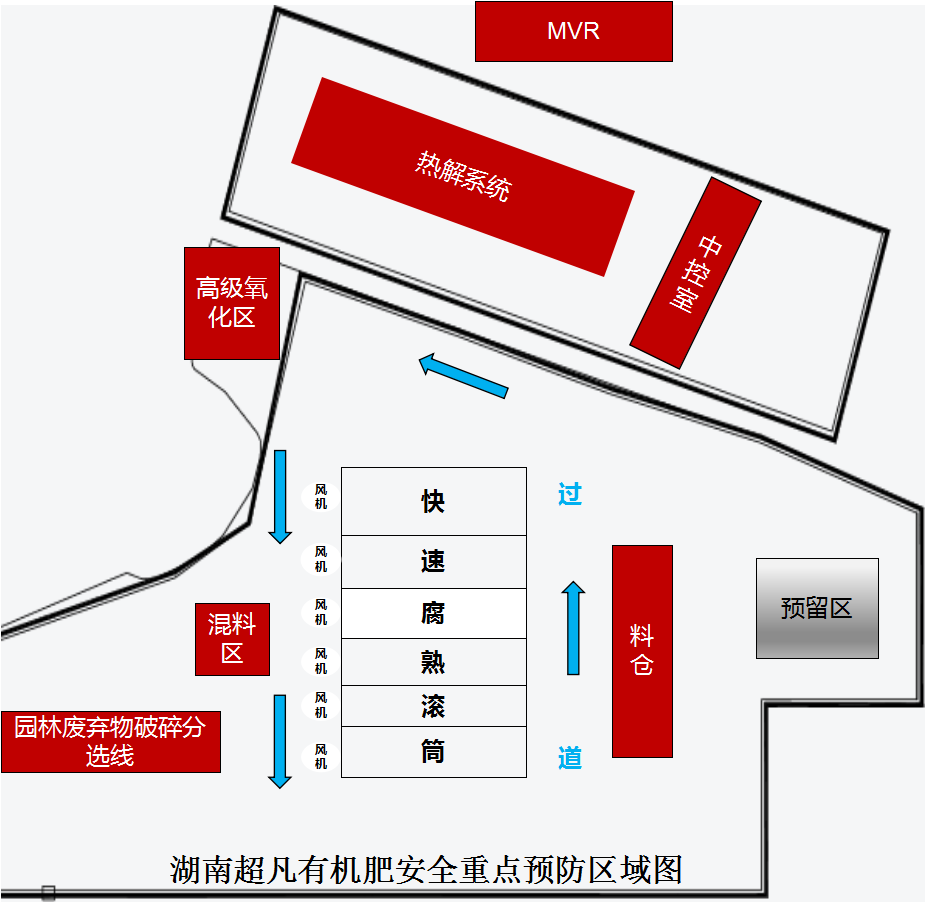 MVR
热解系统
中
控
室
高级氧
化区
风
机
快
过
风
机
速
风
机
腐
预留区
混料
区
料
仓
风
机
熟
风
机
滚
园林废弃物破碎分
选线
风
机
筒
道
湖南超凡有机肥安全重点预防区域图